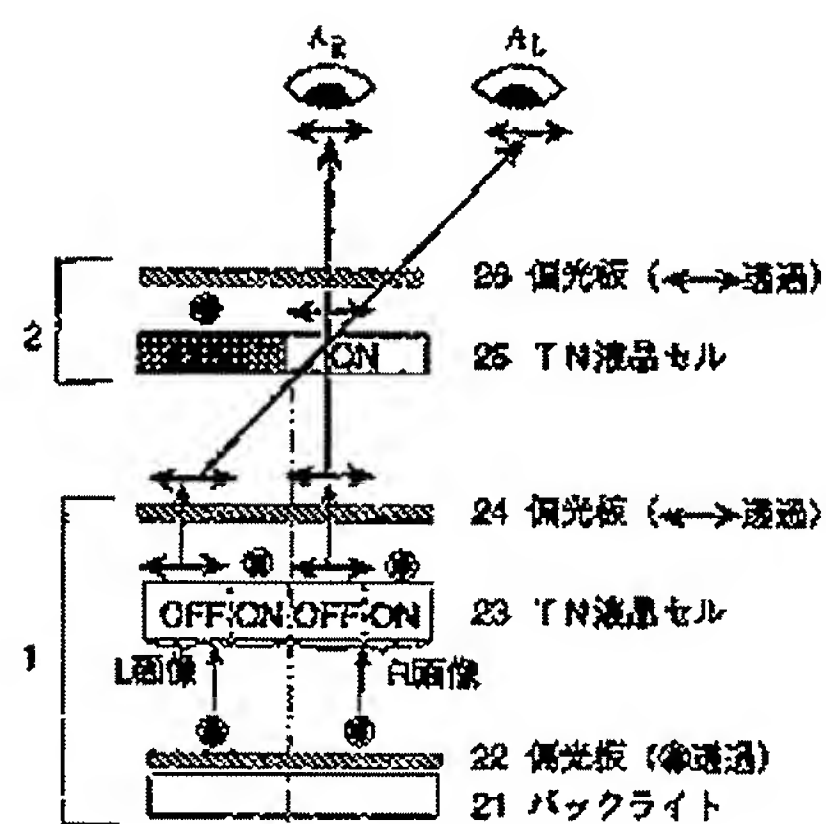 AR AL
26 偏光板 (↔透過)
2
ON
25 TN液晶セル
24 偏光板 (↔透過)
OFF ON OFF ON
23 TN液晶セル
1
L画像 R画像
22 偏光板 (透過)
21 バックライト